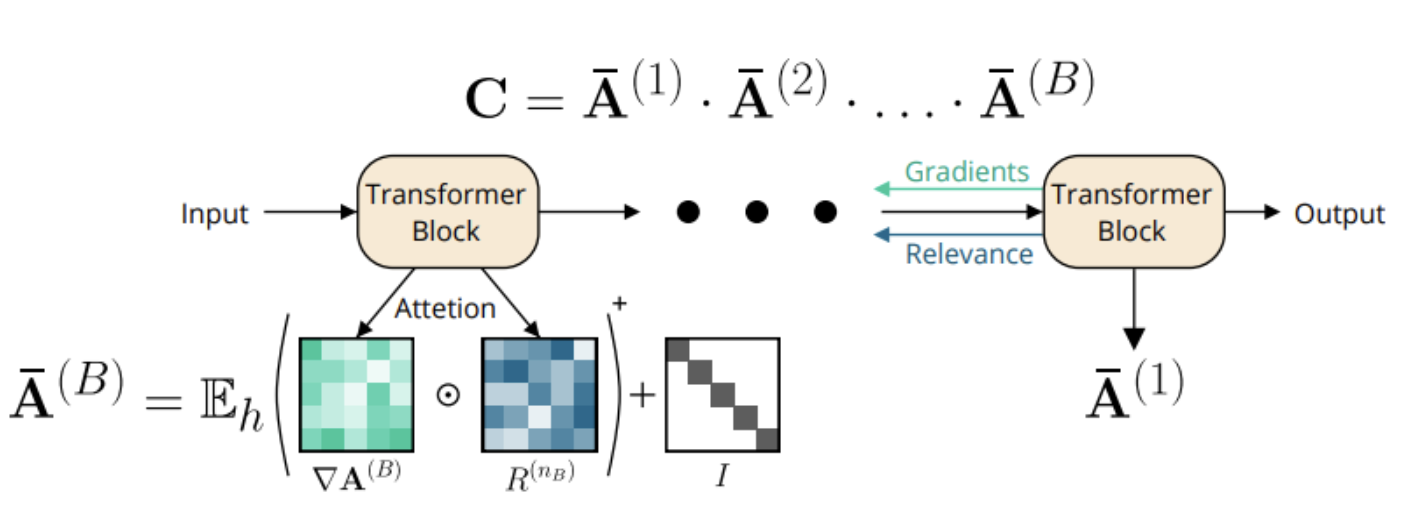 C = Ā^(1) · Ā^(2) · . . . · Ā^(B)
Input
Transformer
Block
Gradients
Relevance
Transformer
Block
Output
Attetion
Ā^(B) = 𝔼_h ( ⊙ )^+ +
∇A^(B)
R^(n_B)
I
Ā^(1)